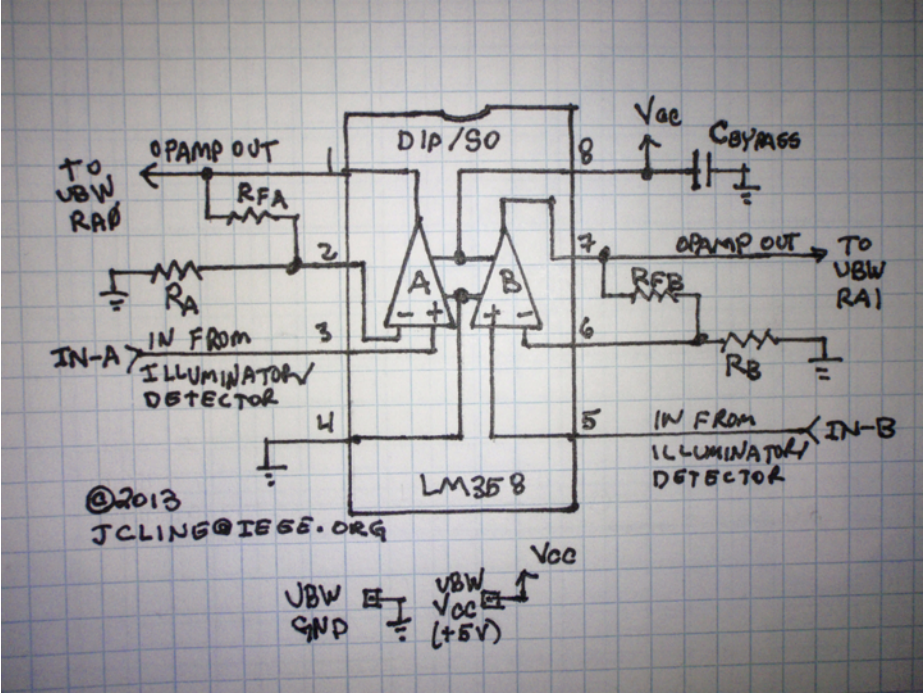 DIP/SO
VCC
CBYPASS
OPAMP OUT
1
8
TO
UBW
RA0
RFA
2
7
OPAMP OUT
TO
UBW
RA1
RA
A
B
RFB
- +
+ -
IN-A
IN FROM
3
6
ILLUMINATOR/
DETECTOR
RB
4
5
IN FROM
IN-B
ILLUMINATOR/
DETECTOR
LM358
©2013
JCLINE@IEEE.ORG
UBW
GND
UBW
VCC
(+5V)
VCC